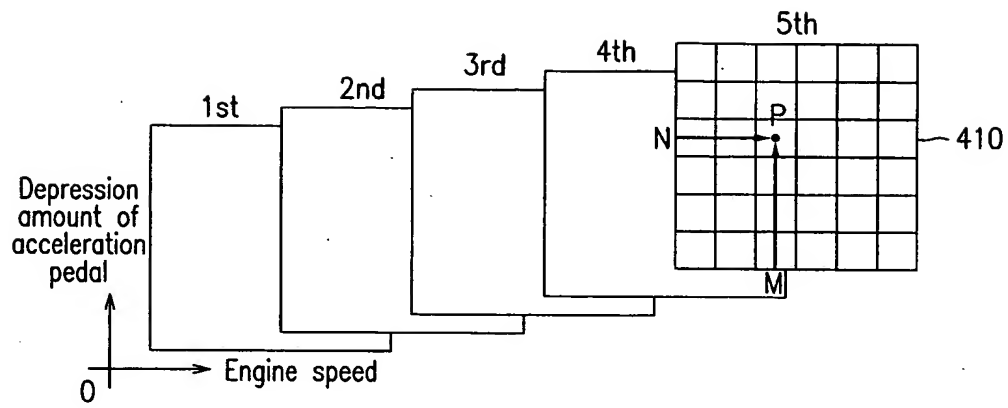 5th
4th
3rd
2nd
1st
P
N
410
Depression
amount of
acceleration
pedal
M
Engine speed
0